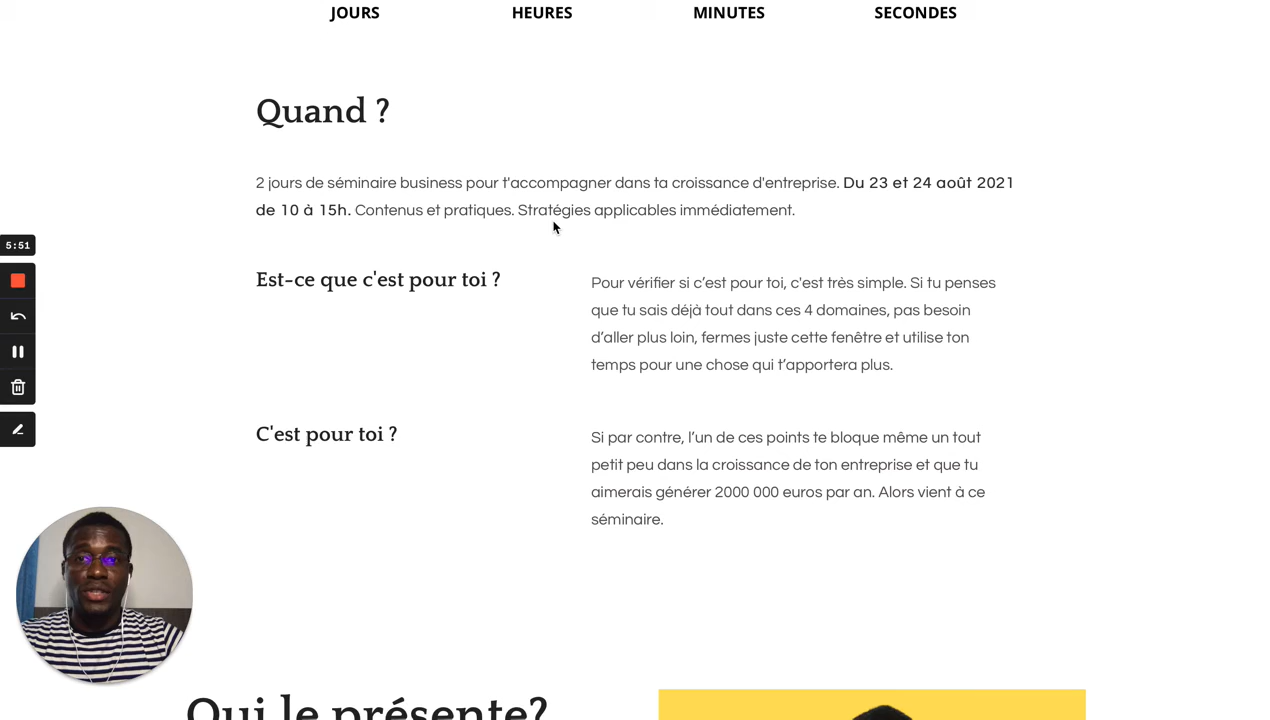 JOURS HEURES MINUTES SECONDES
Quand ?
2 jours de séminaire business pour t'accompagner dans ta croissance d'entreprise. Du 23 et 24 août 2021
de 10 à 15h. Contenus et pratiques. Stratégies applicables immédiatement.
5:51
Est-ce que c'est pour toi ?
Pour vérifier si c’est pour toi, c'est très simple. Si tu penses
que tu sais déjà tout dans ces 4 domaines, pas besoin
d’aller plus loin, fermes juste cette fenêtre et utilise ton
temps pour une chose qui t’apportera plus.
C'est pour toi ?
Si par contre, l’un de ces points te bloque même un tout
petit peu dans la croissance de ton entreprise et que tu
aimerais générer 2000 000 euros par an. Alors vient à ce
séminaire.
Qui le présente?